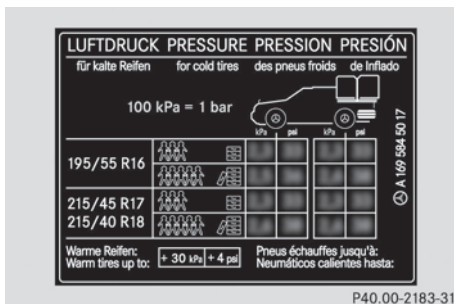 LUFTDRUCK PRESSURE PRESSION PRESIÓN
für kalte Reifen for cold tires des pneus froids de Inflado
100 kPa = 1 bar
kPa psi kPa psi
195/55 R16
215/45 R17
215/40 R18
Warme Reifen: Pneus échauffes jusqu'à:
Warm tires up to: + 30 kPa + 4 psi Neumáticos calientes hasta:
A 169 584 50 17
P40.00-2183-31